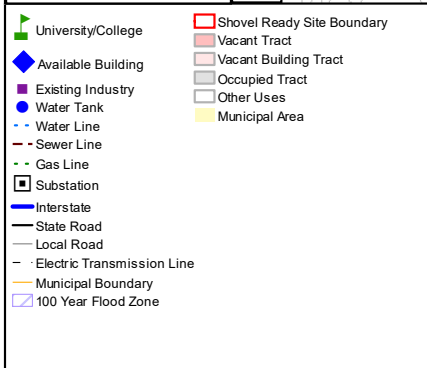 University/College
Available Building
Existing Industry
Water Tank
Water Line
Sewer Line
Gas Line
Substation
Interstate
State Road
Local Road
Electric Transmission Line
Municipal Boundary
100 Year Flood Zone
Shovel Ready Site Boundary
Vacant Tract
Vacant Building Tract
Occupied Tract
Other Uses
Municipal Area